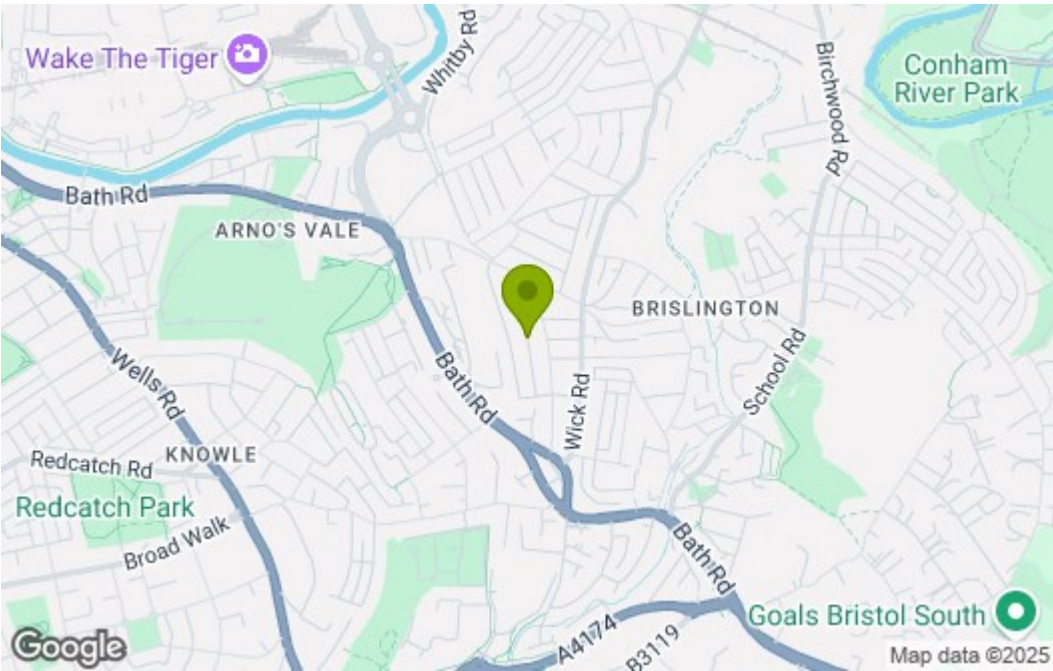 Wake The Tiger
Whitby Rd
Birchwood Rd
Conham
River Park
Bath Rd
ARNO'S VALE
BRISLINGTON
Wells Rd
Bath Rd
Wick Rd
School Rd
KNOWLE
Redcatch Rd
Redcatch Park
Broad Walk
Bath Rd
Goals Bristol South
A4174
B3119
Google
Map data ©2025